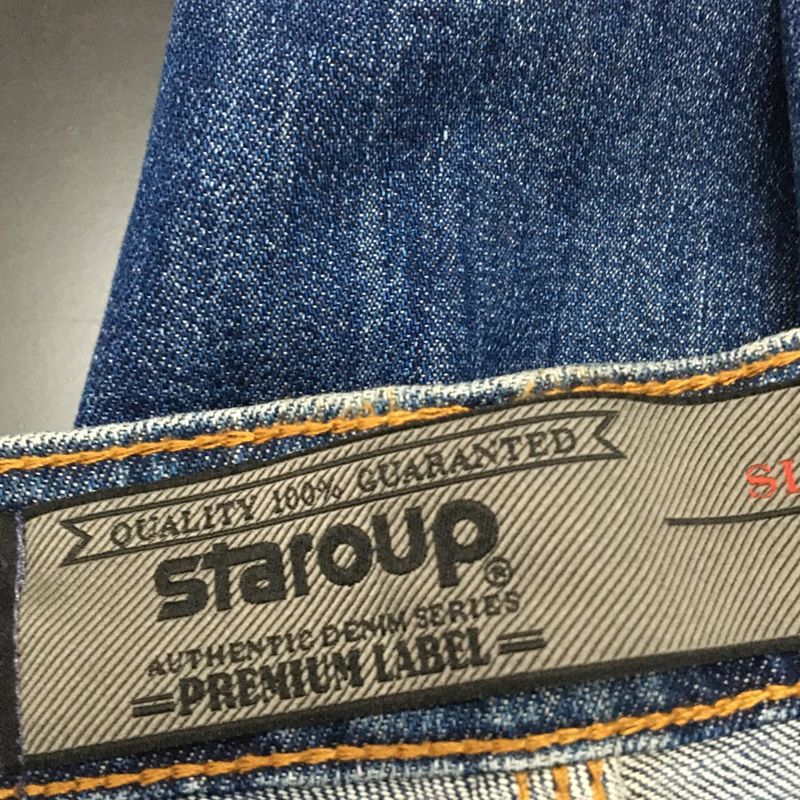 QUALITY 100% GUARANTEED
staroup®
AUTHENTIC DENIM SERIES
=PREMIUM LABEL=